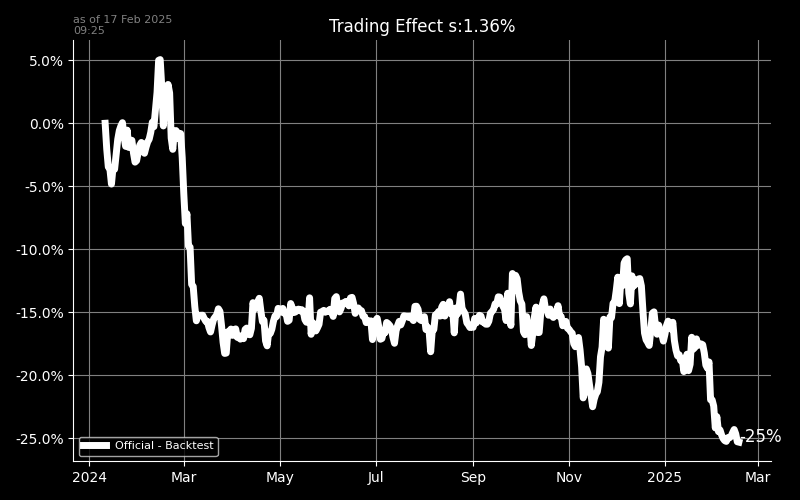 as of 17 Feb 2025
09:25
Trading Effect s:1.36%
5.0%
0.0%
-5.0%
-10.0%
-15.0%
-20.0%
-25.0%
-25%
Official - Backtest
2024 Mar May Jul Sep Nov 2025 Mar